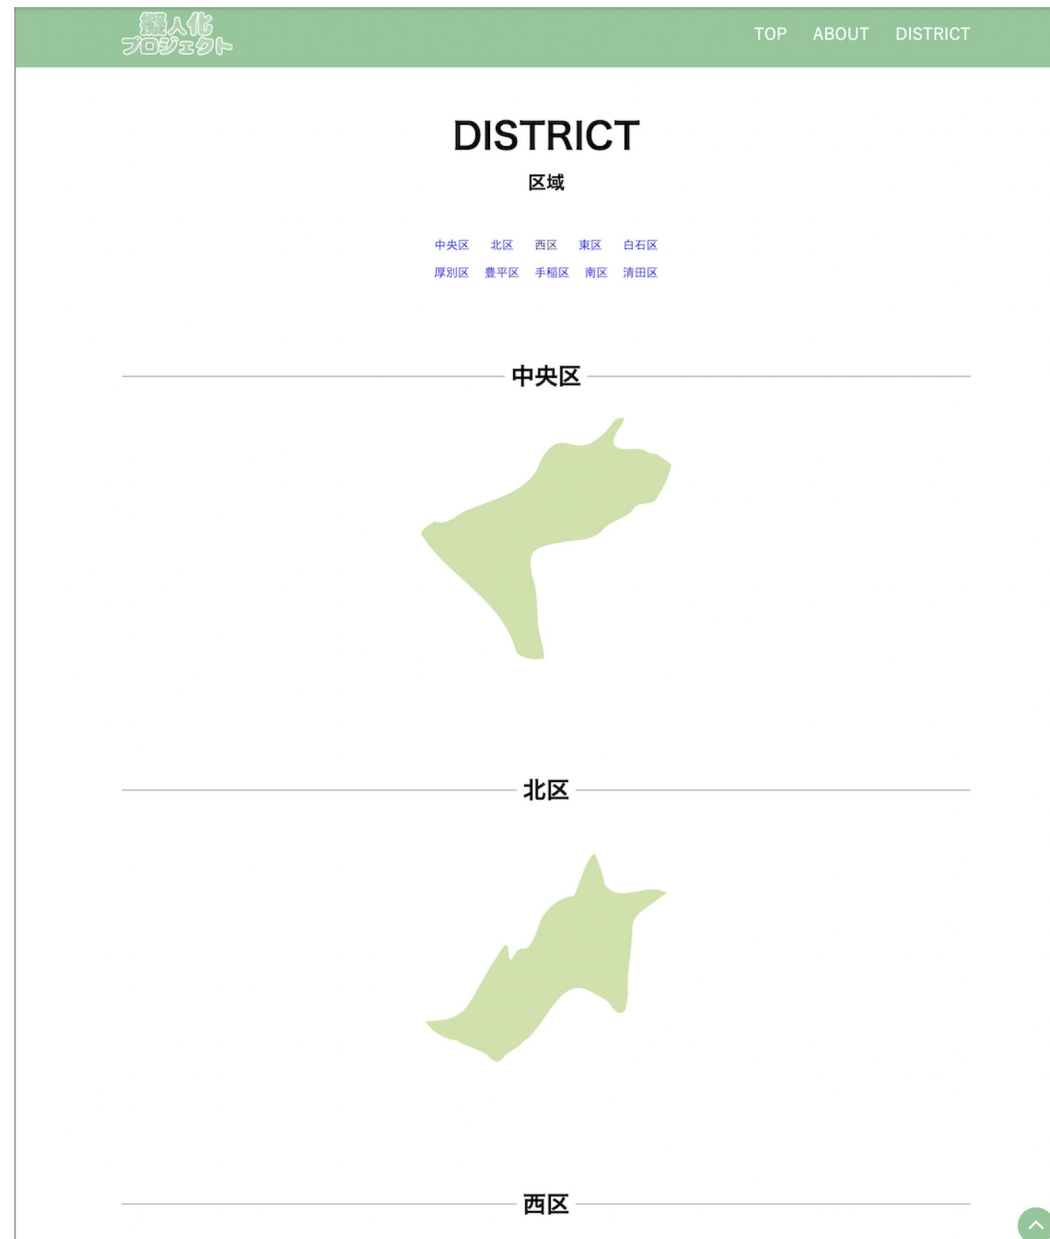 擬人化
プロジェクト
TOP ABOUT DISTRICT
DISTRICT
区域
中央区 北区 西区 東区 白石区
厚別区 豊平区 手稲区 南区 清田区
中央区
北区
西区